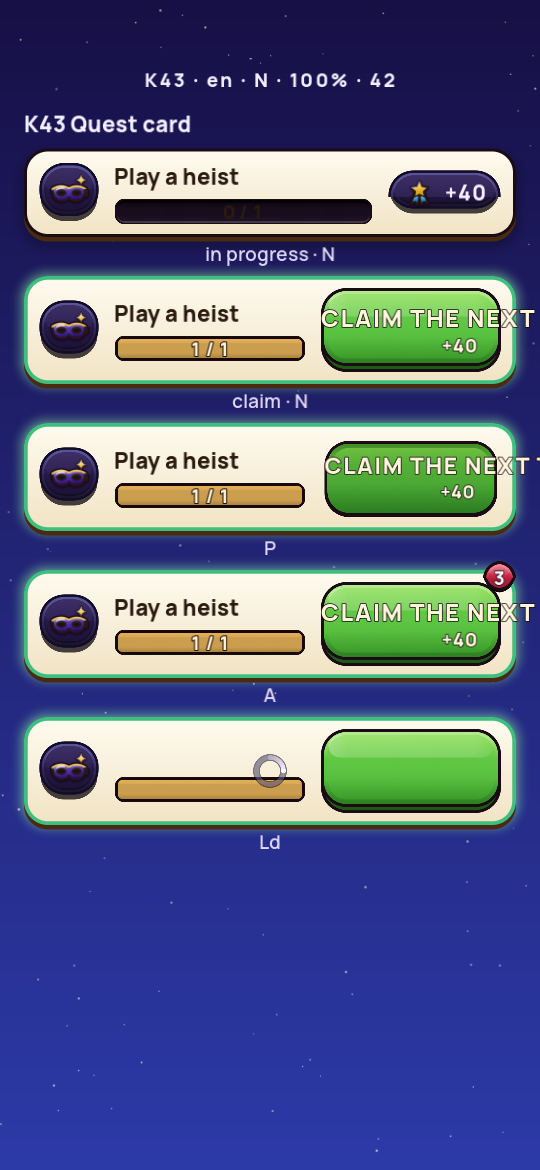 K43 · en · N · 100% · 42
K43 Quest card
Play a heist
0 / 1
+40
in progress · N
Play a heist
1 / 1
CLAIM THE NEXT
+40
claim · N
Play a heist
1 / 1
CLAIM THE NEXT
+40
P
3
Play a heist
1 / 1
CLAIM THE NEXT
+40
A
Ld